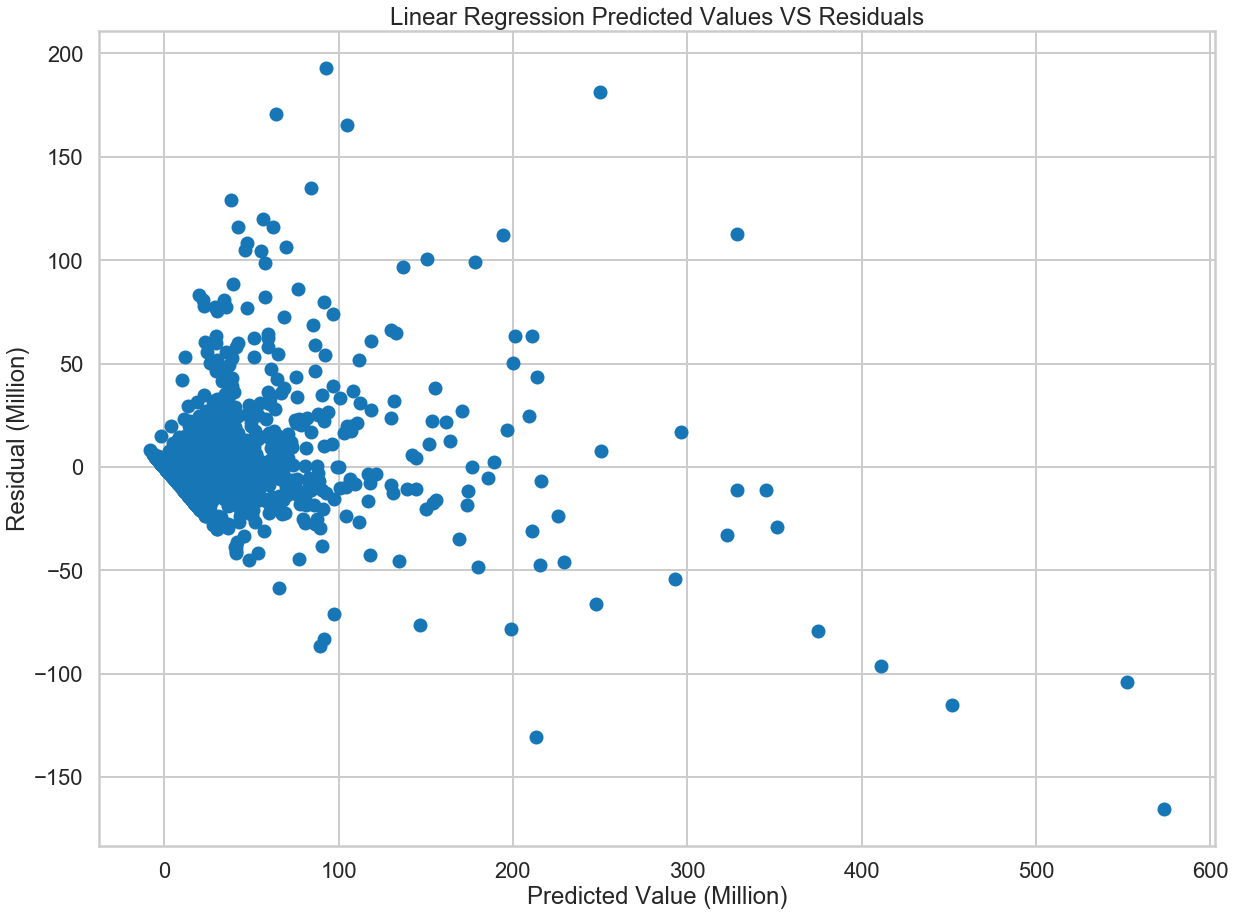 Linear Regression Predicted Values VS Residuals
200
150
100
50
0
−50
−100
−150
Residual (Million)
0 100 200 300 400 500 600
Predicted Value (Million)